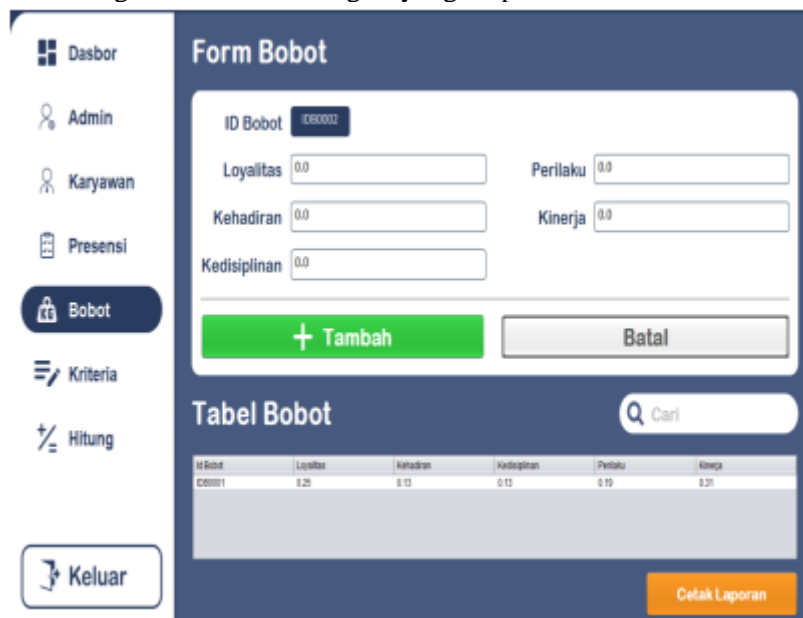 Dasbor
Admin
Karyawan
Presensi
KG
Bobot
Kriteria
Hitung
Keluar
Form Bobot
ID Bobot IDB0002
Loyalitas 0.0 Perilaku 0.0
Kehadiran 0.0 Kinerja 0.0
Kedisiplinan 0.0
+ Tambah Batal
Tabel Bobot Cari
Id Bobot Loyalitas Kehadiran Kedisiplinan Perilaku Kinerja
IDB0001 0.25 0.13 0.13 0.19 0.31
Cetak Laporan